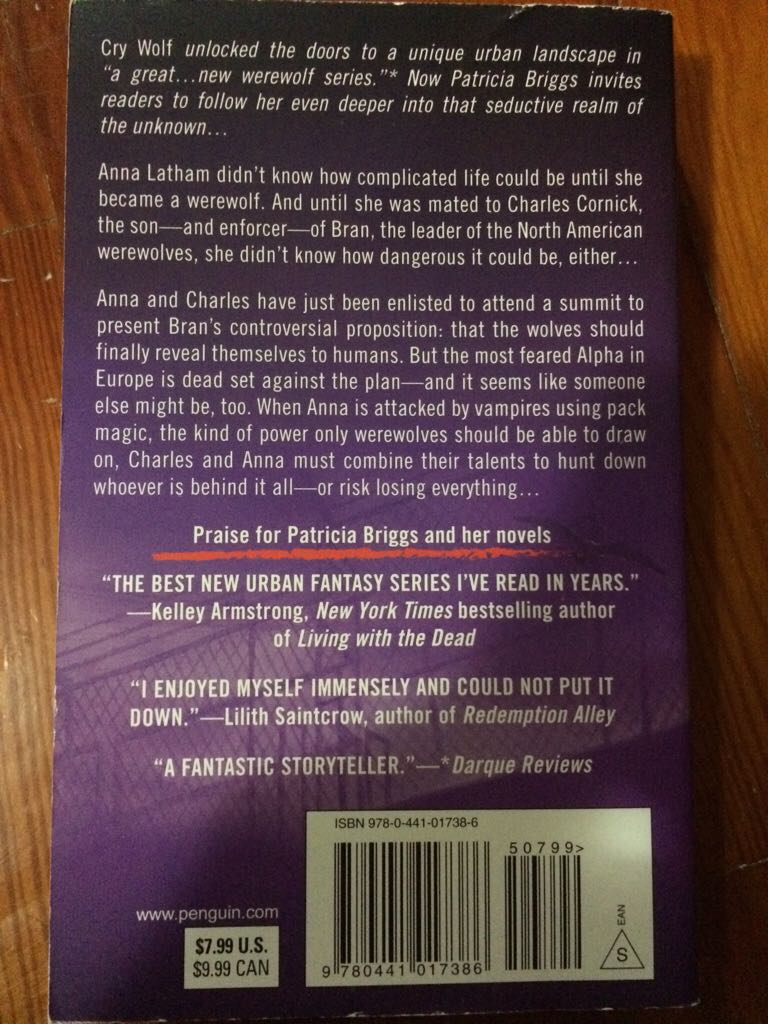 Cry Wolf unlocked the doors to a unique urban landscape in
“a great...new werewolf series.”* Now Patricia Briggs invites
readers to follow her even deeper into that seductive realm of
the unknown...
Anna Latham didn’t know how complicated life could be until she
became a werewolf. And until she was mated to Charles Cornick,
the son—and enforcer—of Bran, the leader of the North American
werewolves, she didn’t know how dangerous it could be, either...
Anna and Charles have just been enlisted to attend a summit to
present Bran’s controversial proposition: that the wolves should
finally reveal themselves to humans. But the most feared Alpha in
Europe is dead set against the plan—and it seems like someone
else might be, too. When Anna is attacked by vampires using pack
magic, the kind of power only werewolves should be able to draw
on, Charles and Anna must combine their talents to hunt down
whoever is behind it all—or risk losing everything...
Praise for Patricia Briggs and her novels
“THE BEST NEW URBAN FANTASY SERIES I’VE READ IN YEARS.”
—Kelley Armstrong, New York Times bestselling author
of Living with the Dead
“I ENJOYED MYSELF IMMENSELY AND COULD NOT PUT IT
DOWN.”—Lilith Saintcrow, author of Redemption Alley
“A FANTASTIC STORYTELLER.”—*Darque Reviews
ISBN 978-0-441-01738-6
50799>
EAN
S
www.penguin.com
$7.99 U.S.
$9.99 CAN
9 780441 017386